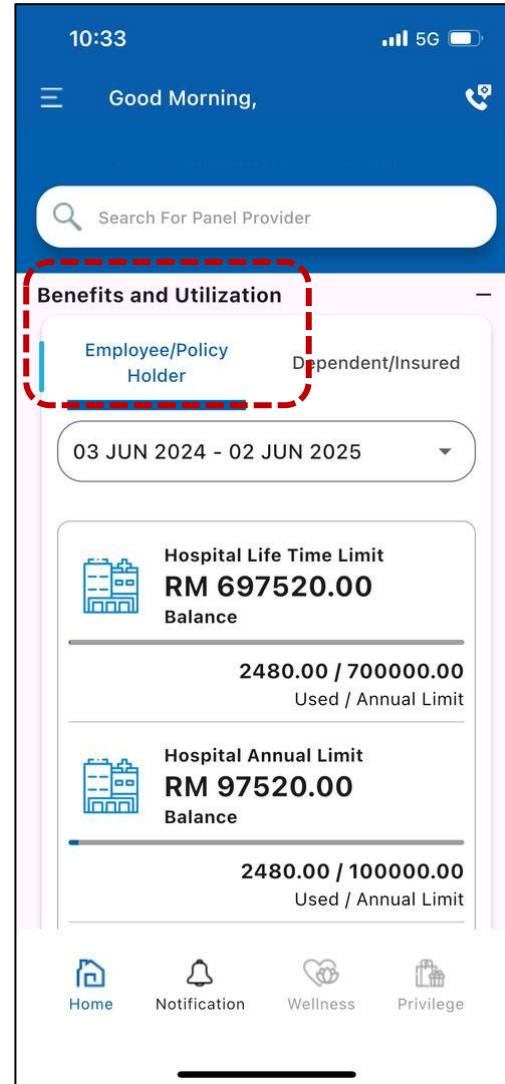 10:33 5G
Good Morning,
Search For Panel Provider
Benefits and Utilization
Employee/Policy
Holder
Dependent/Insured
03 JUN 2024 - 02 JUN 2025
Hospital Life Time Limit
RM 697520.00
Balance
2480.00 / 700000.00
Used / Annual Limit
Hospital Annual Limit
RM 97520.00
Balance
2480.00 / 100000.00
Used / Annual Limit
Home Notification Wellness Privilege